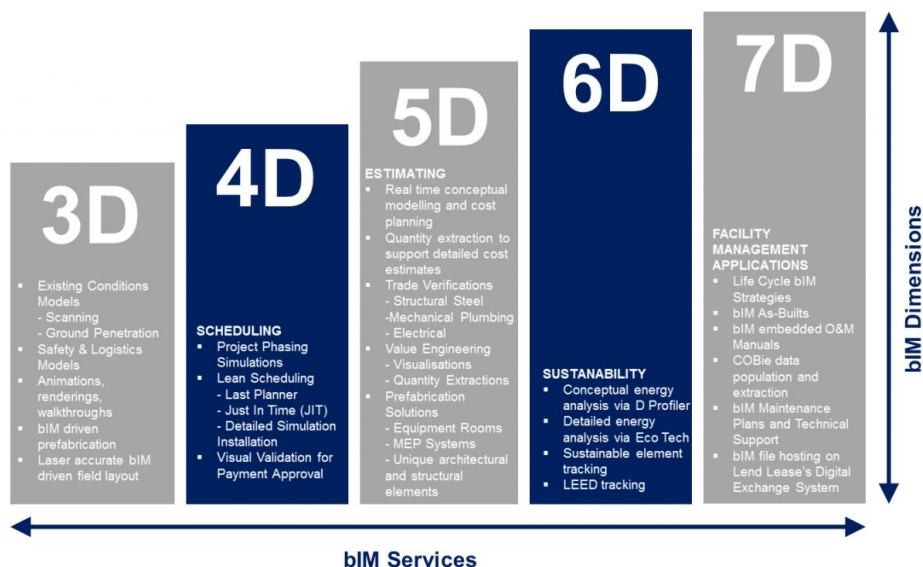 3D
▪ Existing Conditions
Models
- Scanning
- Ground Penetration
▪ Safety & Logistics
Models
▪ Animations,
renderings,
walkthroughs
▪ bIM driven
prefabrication
▪ Laser accurate bIM
driven field layout
4D
SCHEDULING
▪ Project Phasing
Simulations
▪ Lean Scheduling
- Last Planner
- Just In Time (JIT)
- Detailed Simulation
Installation
▪ Visual Validation for
Payment Approval
5D
ESTIMATING
▪ Real time conceptual
modelling and cost
planning
▪ Quantity extraction to
support detailed cost
estimates
▪ Trade Verifications
- Structural Steel
-Mechanical Plumbing
- Electrical
▪ Value Engineering
- Visualisations
- Quantity Extractions
▪ Prefabrication
Solutions
- Equipment Rooms
- MEP Systems
- Unique architectural
and structural
elements
6D
SUSTANABILITY
▪ Conceptual energy
analysis via D Profiler
▪ Detailed energy
analysis via Eco Tech
▪ Sustainable element
tracking
▪ LEED tracking
7D
FACILITY
MANAGEMENT
APPLICATIONS
▪ Life Cycle bIM
Strategies
▪ bIM As-Builts
▪ bIM embedded O&M
Manuals
▪ COBie data
population and
extraction
▪ bIM Maintenance
Plans and Technical
Support
▪ bIM file hosting on
Lend Lease's Digital
Exchange System
bIM Dimensions
bIM Services